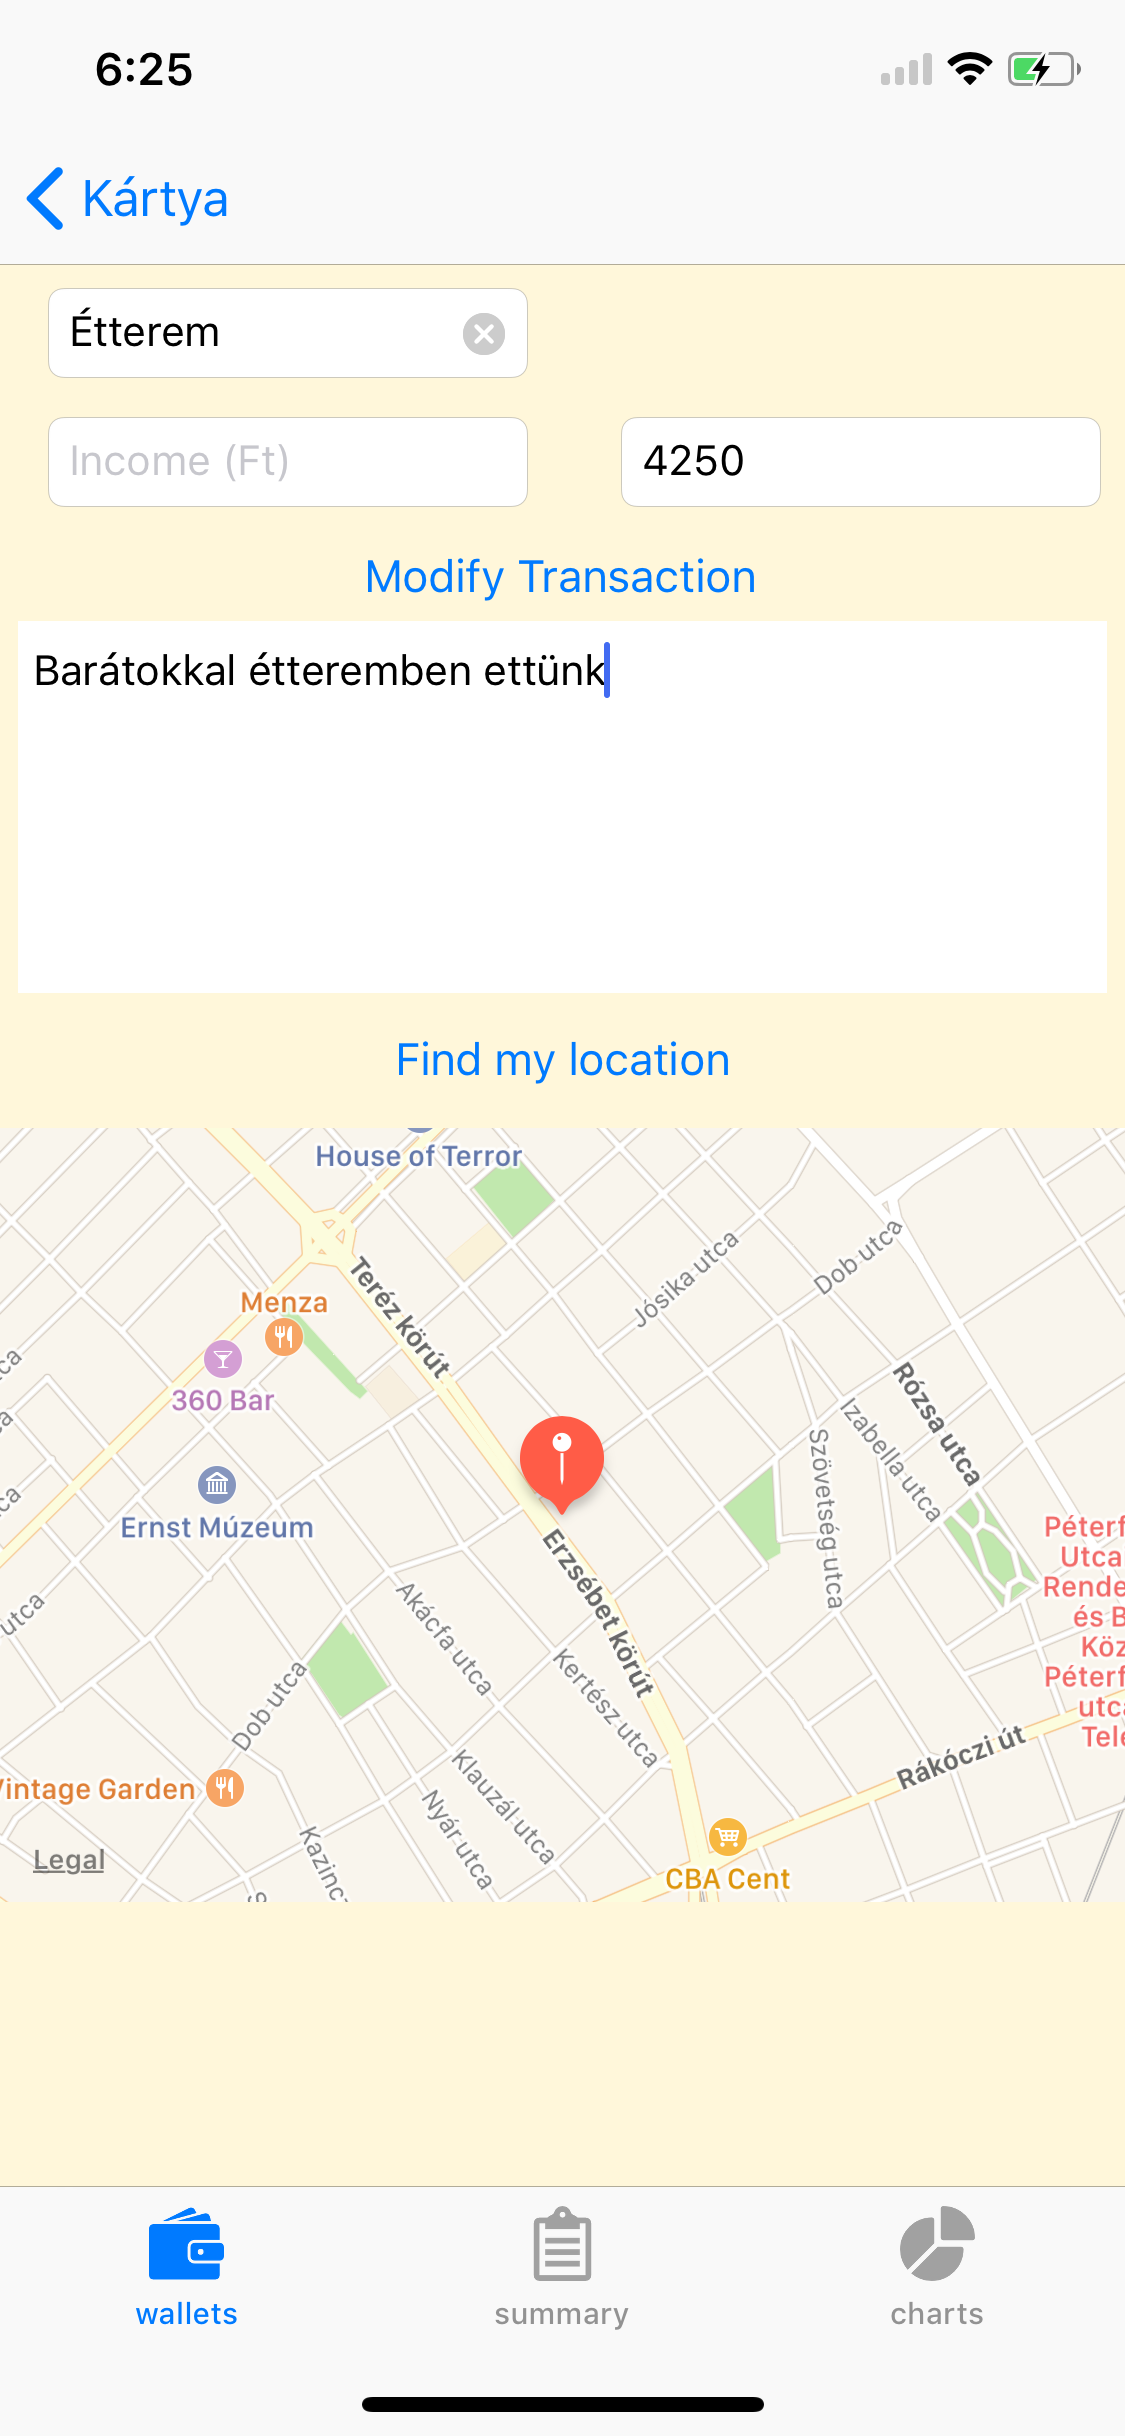 6:25
Kártya
Étterem
Income (Ft)
4250
Modify Transaction
Barátokkal étteremben ettünk
Find my location
House of Terror
Teréz körút
Jósika utca
Dob utca
Menza
360 Bar
Rózsa utca
Izabella utca
Szövetség utca
Ernst Múzeum
Erzsébet körút
Akácfa utca
Kertész utca
Péterf
Utca
Rende
és B
Köz
Péterf
utca
Tele
utca
Dob utca
Rákóczi út
Vintage Garden
Klauzál utca
Nyár utca
Kazincz
CBA Cent
Legal
wallets
summary
charts